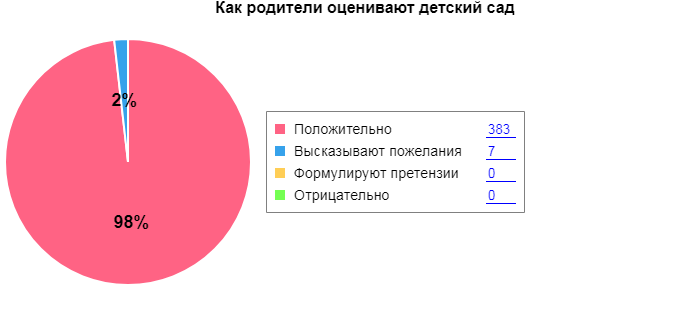 Как родители оценивают детский сад
2%
98%
Положительно 383
Высказывают пожелания 7
Формулируют претензии 0
Отрицательно 0